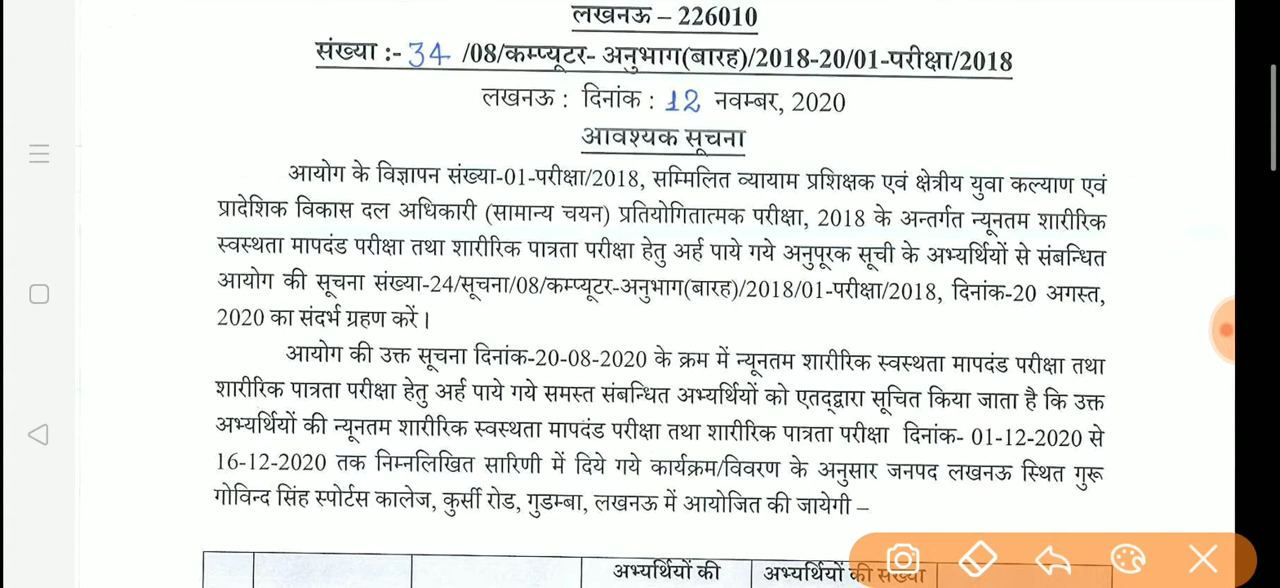 लखनऊ – 226010
संख्या :- 34 /08/कम्प्यूटर- अनुभाग(बारह)/2018-20/01-परीक्षा/2018
लखनऊ : दिनांक : 12 नवम्बर, 2020
आवश्यक सूचना
आयोग के विज्ञापन संख्या-01-परीक्षा/2018, सम्मिलित व्यायाम प्रशिक्षक एवं क्षेत्रीय युवा कल्याण एवं
प्रादेशिक विकास दल अधिकारी (सामान्य चयन) प्रतियोगितात्मक परीक्षा, 2018 के अन्तर्गत न्यूनतम शारीरिक
स्वस्थता मापदंड परीक्षा तथा शारीरिक पात्रता परीक्षा हेतु अर्ह पाये गये अनुपूरक सूची के अभ्यर्थियों से संबन्धित
आयोग की सूचना संख्या-24/सूचना/08/कम्प्यूटर-अनुभाग(बारह)/2018/01-परीक्षा/2018, दिनांक-20 अगस्त,
2020 का संदर्भ ग्रहण करें।
आयोग की उक्त सूचना दिनांक-20-08-2020 के क्रम में न्यूनतम शारीरिक स्वस्थता मापदंड परीक्षा तथा
शारीरिक पात्रता परीक्षा हेतु अर्ह पाये गये समस्त संबन्धित अभ्यर्थियों को एतद्द्वारा सूचित किया जाता है कि उक्त
अभ्यर्थियों की न्यूनतम शारीरिक स्वस्थता मापदंड परीक्षा तथा शारीरिक पात्रता परीक्षा दिनांक- 01-12-2020 से
16-12-2020 तक निम्नलिखित सारिणी में दिये गये कार्यक्रम/विवरण के अनुसार जनपद लखनऊ स्थित गुरू
गोविन्द सिंह स्पोर्टस कालेज, कुर्सी रोड, गुडम्बा, लखनऊ में आयोजित की जायेगी –
अभ्यर्थियों की अभ्यर्थियों की संख्या